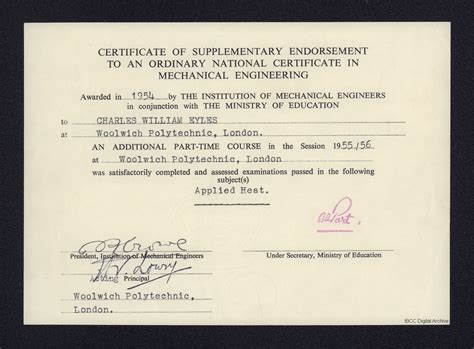 CERTIFICATE OF SUPPLEMENTARY ENDORSEMENT
TO AN ORDINARY NATIONAL CERTIFICATE IN
MECHANICAL ENGINEERING
Awarded in 1954 by THE INSTITUTION OF MECHANICAL ENGINEERS
in conjunction with THE MINISTRY OF EDUCATION
to CHARLES WILLIAM EYLES
at Woolwich Polytechnic, London.
AN ADDITIONAL PART-TIME COURSE in the Session 1955/56
at Woolwich Polytechnic, London
was satisfactorily completed and assessed examinations passed in the following
subject(s)
Applied Heat.
President, Institution of Mechanical Engineers
Under Secretary, Ministry of Education
Lowry
Acting Principal
Woolwich Polytechnic,
London.
IBCC Digital Archive